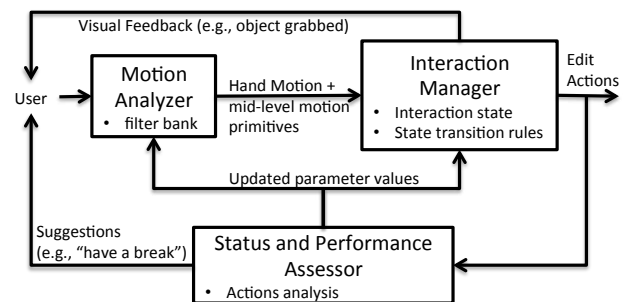 Visual Feedback (e.g., object grabbed)
User
Motion
Analyzer
• filter bank
Hand Motion +
mid-level motion
primitives
Interaction
Manager
• Interaction state
• State transition rules
Edit
Actions
Updated parameter values
Suggestions
(e.g., “have a break”)
Status and Performance
Assessor
• Actions analysis